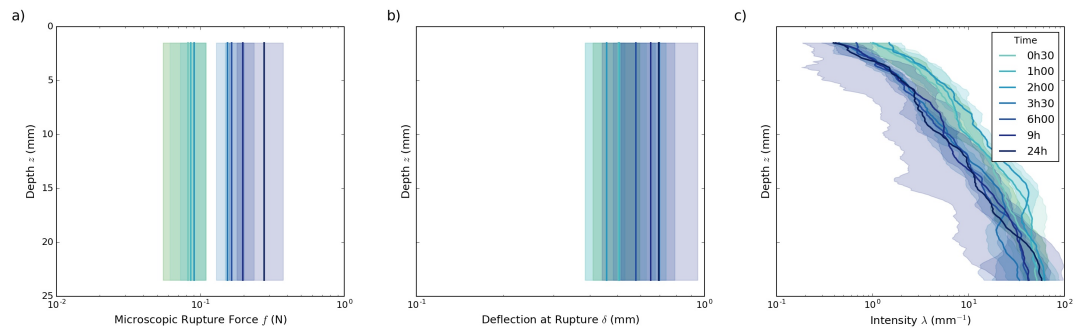 a)
b)
c)
0
5
10
15
20
25
Depth z (mm)
10⁻²
10⁻¹
10⁰
Microscopic Rupture Force f (N)
Depth z (mm)
10⁻¹
10⁰
Deflection at Rupture δ (mm)
Depth z (mm)
10⁻¹
10⁰
10¹
10²
Intensity λ (mm⁻¹)
Time
0h30
1h00
2h00
3h30
6h00
9h
24h